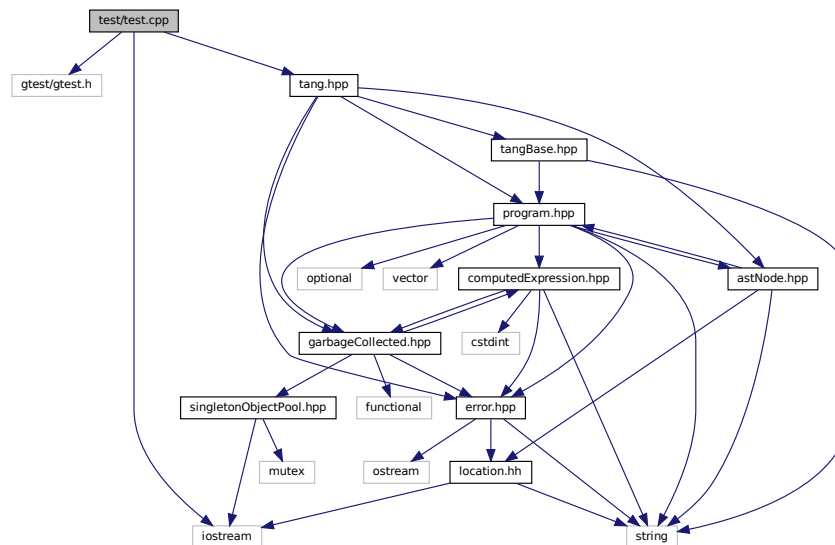 test/test.cpp
gtest/gtest.h
tang.hpp
tangBase.hpp
program.hpp
optional
vector
computedExpression.hpp
astNode.hpp
garbageCollected.hpp
cstdint
singletonObjectPool.hpp
functional
error.hpp
mutex
ostream
location.hh
iostream
string